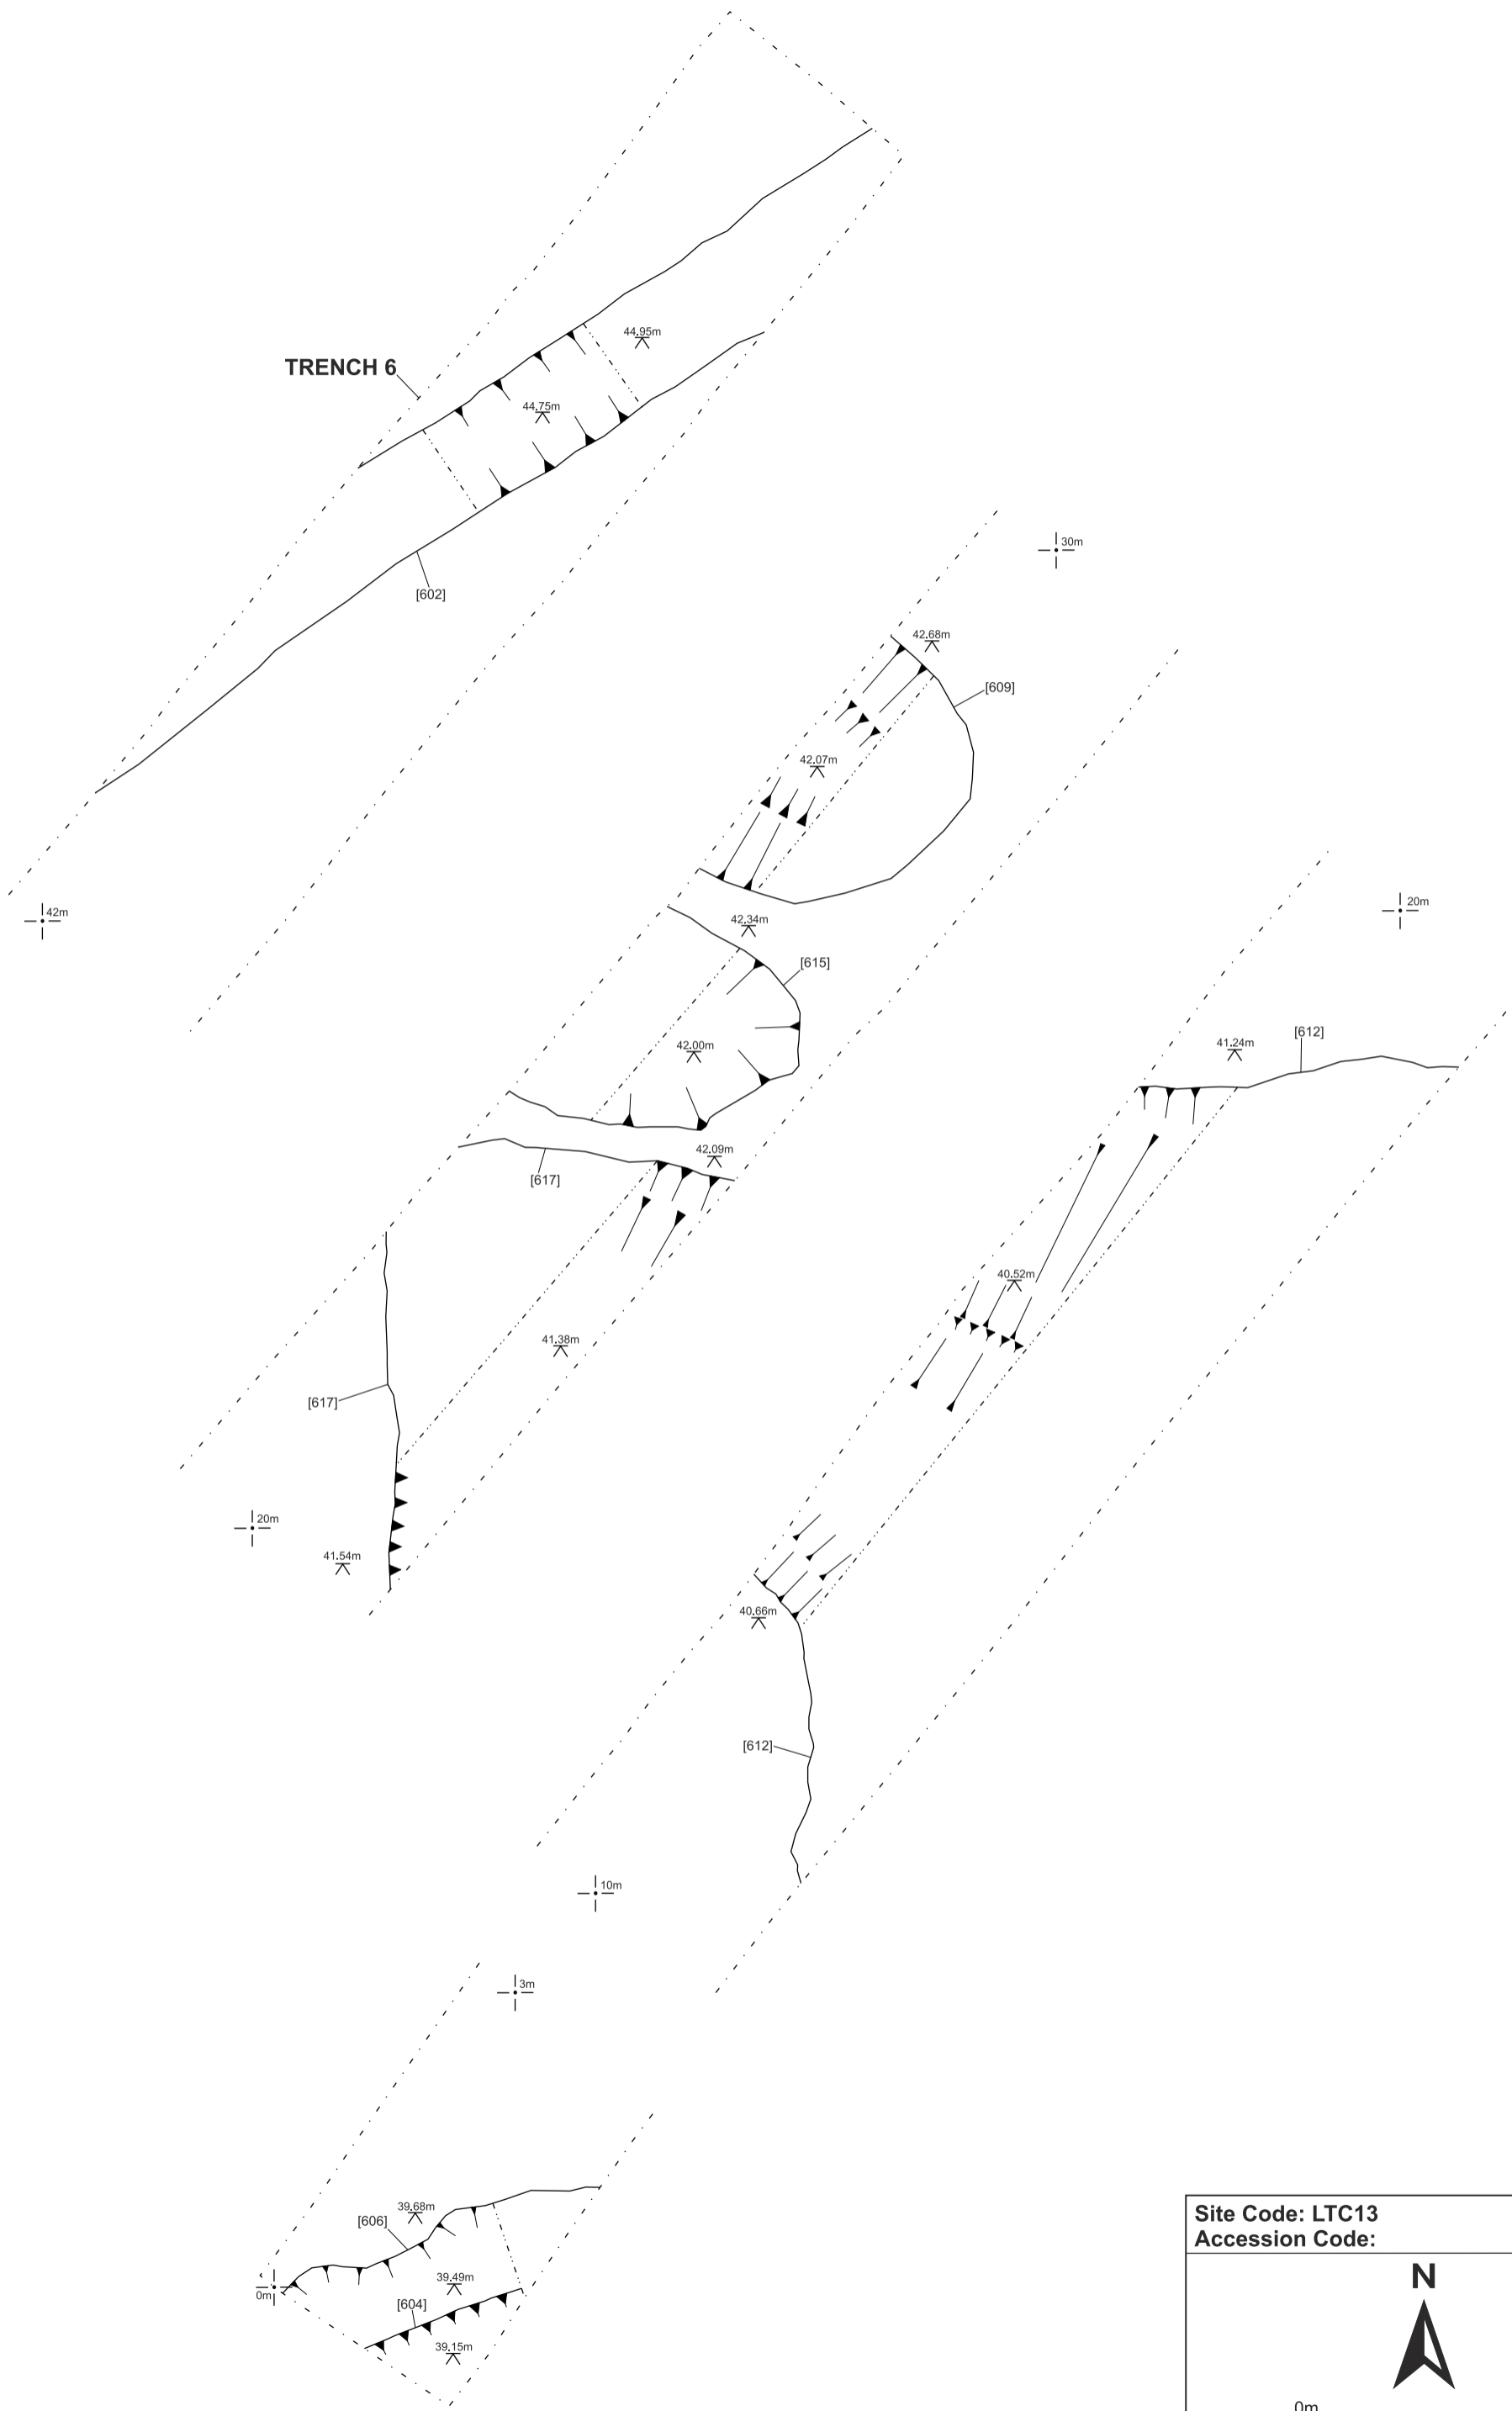 44.95m
TRENCH 6
44.75m
30m
[602]
42.68m
[609]
42.07m
42m
20m
42.34m
[615]
41.24m
[612]
42.00m
42.09m
[617]
40.52m
41.38m
[617]
20m
41.54m
40.66m
[612]
10m
3m
39.68m
[606]
39.49m
0m
[604]
39.15m
Site Code: LTC13
Accession Code:
N
0m